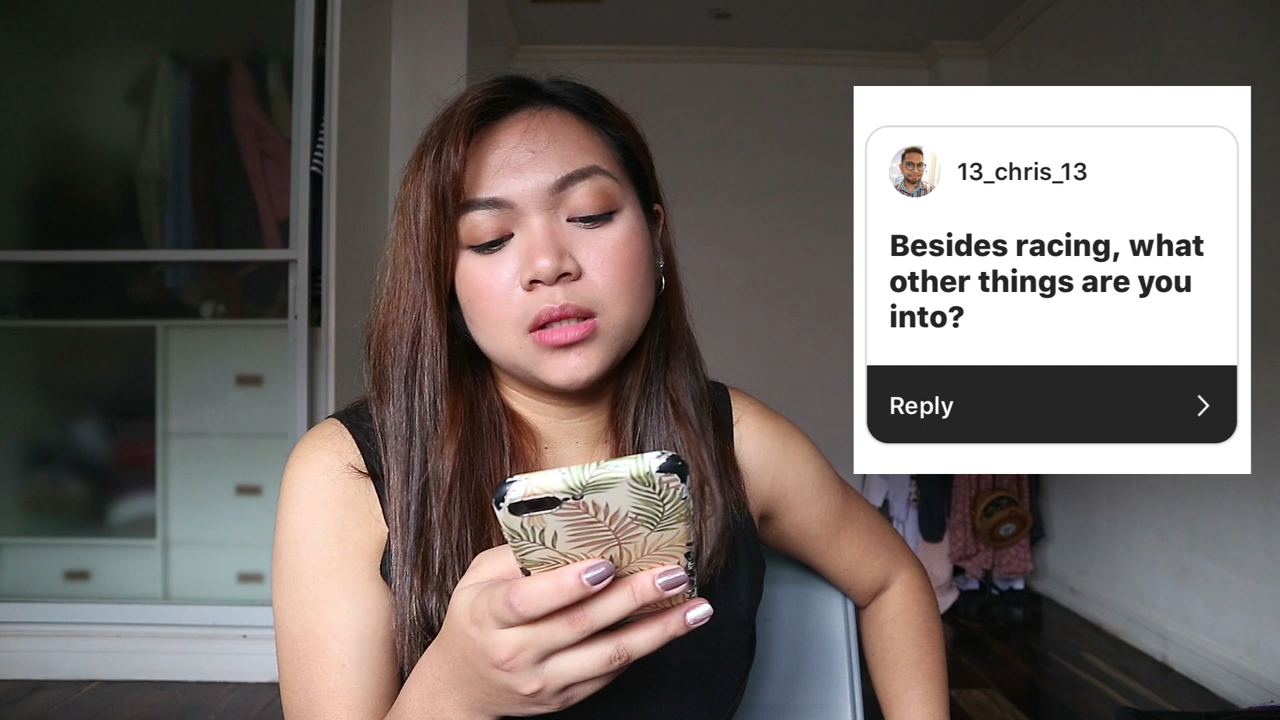 13_chris_13
Besides racing, what
other things are you
into?
Reply